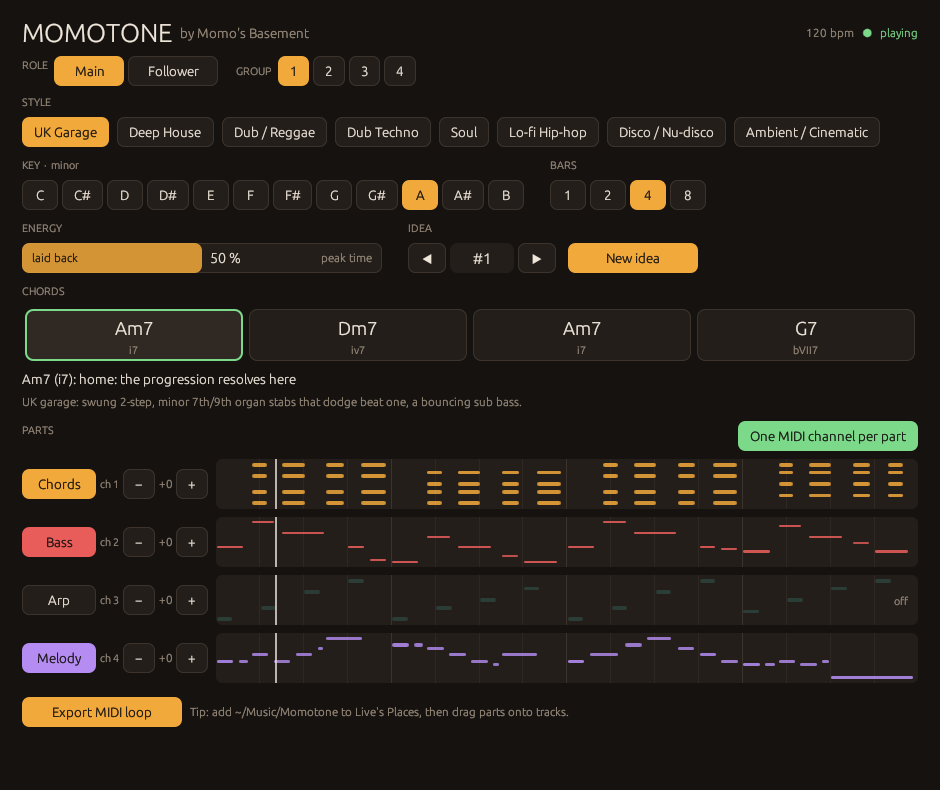 MOMOTONE by Momo's Basement 120 bpm ● playing
ROLE Main Follower GROUP 1 2 3 4
STYLE
UK Garage Deep House Dub / Reggae Dub Techno Soul Lo-fi Hip-hop Disco / Nu-disco Ambient / Cinematic
KEY · minor BARS
C C# D D# E F F# G G# A A# B 1 2 4 8
ENERGY IDEA
laid back 50 % peak time ◀ #1 ▶ New idea
CHORDS
Am7 Dm7 Am7 G7
i7 iv7 i7 bVII7
Am7 (i7): home: the progression resolves here
UK garage: swung 2-step, minor 7th/9th organ stabs that dodge beat one, a bouncing sub bass.
PARTS One MIDI channel per part
Chords ch 1 − +0 +
Bass ch 2 − +0 +
Arp ch 3 − +0 + off
Melody ch 4 − +0 +
Export MIDI loop Tip: add ~/Music/Momotone to Live's Places, then drag parts onto tracks.